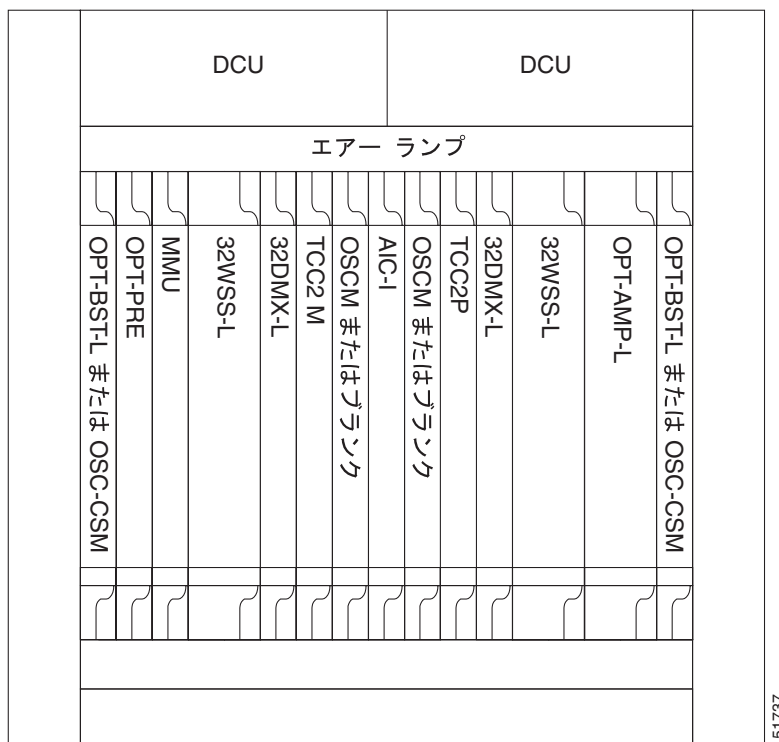 DCU
DCU
エアー ランプ
OPT-BST-L または OSC-CSM
OPT-PRE
MMU
32WSS-L
32DMX-L
TCC2 M
OSCM またはブランク
AIC-I
OSCM またはブランク
TCC2P
32DMX-L
32WSS-L
OPT-AMP-L
OPT-BST-L または OSC-CSM